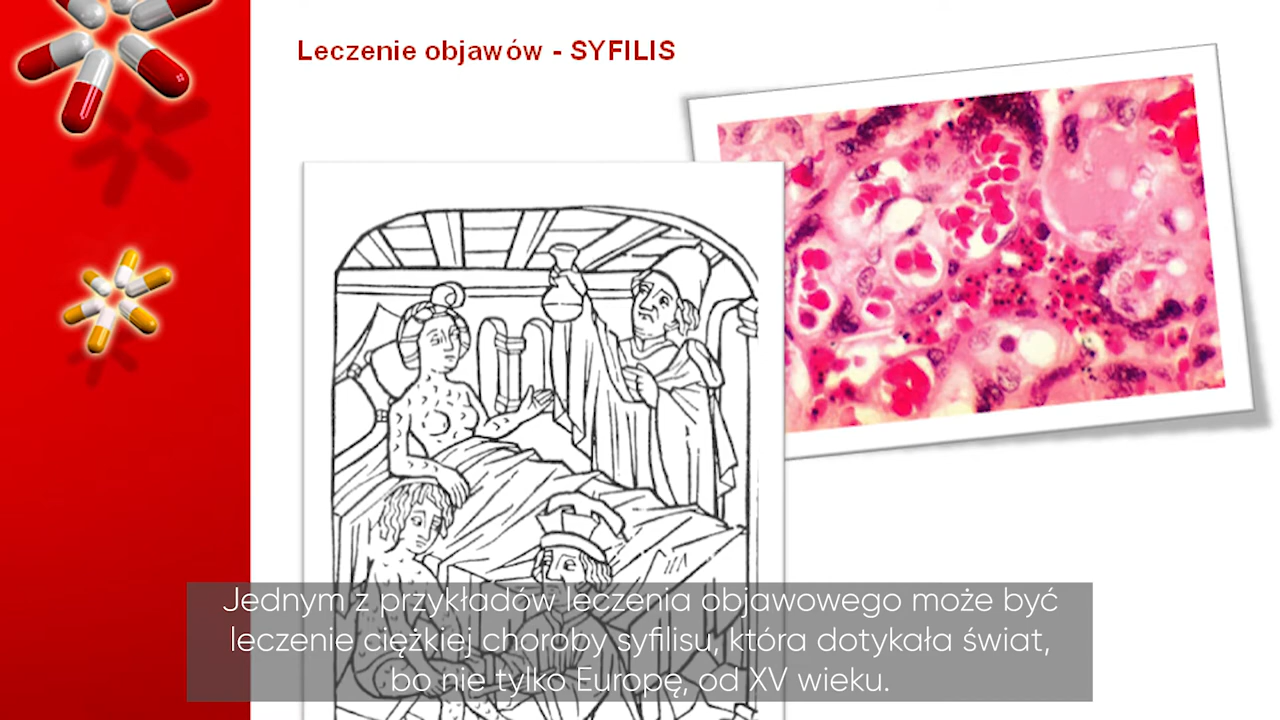 Leczenie objawów - SYFILIS
Jednym z przykładów leczenia objawowego może być
leczenie ciężkiej choroby syfilisu, która dotykała świat,
bo nie tylko Europę, od XV wieku.